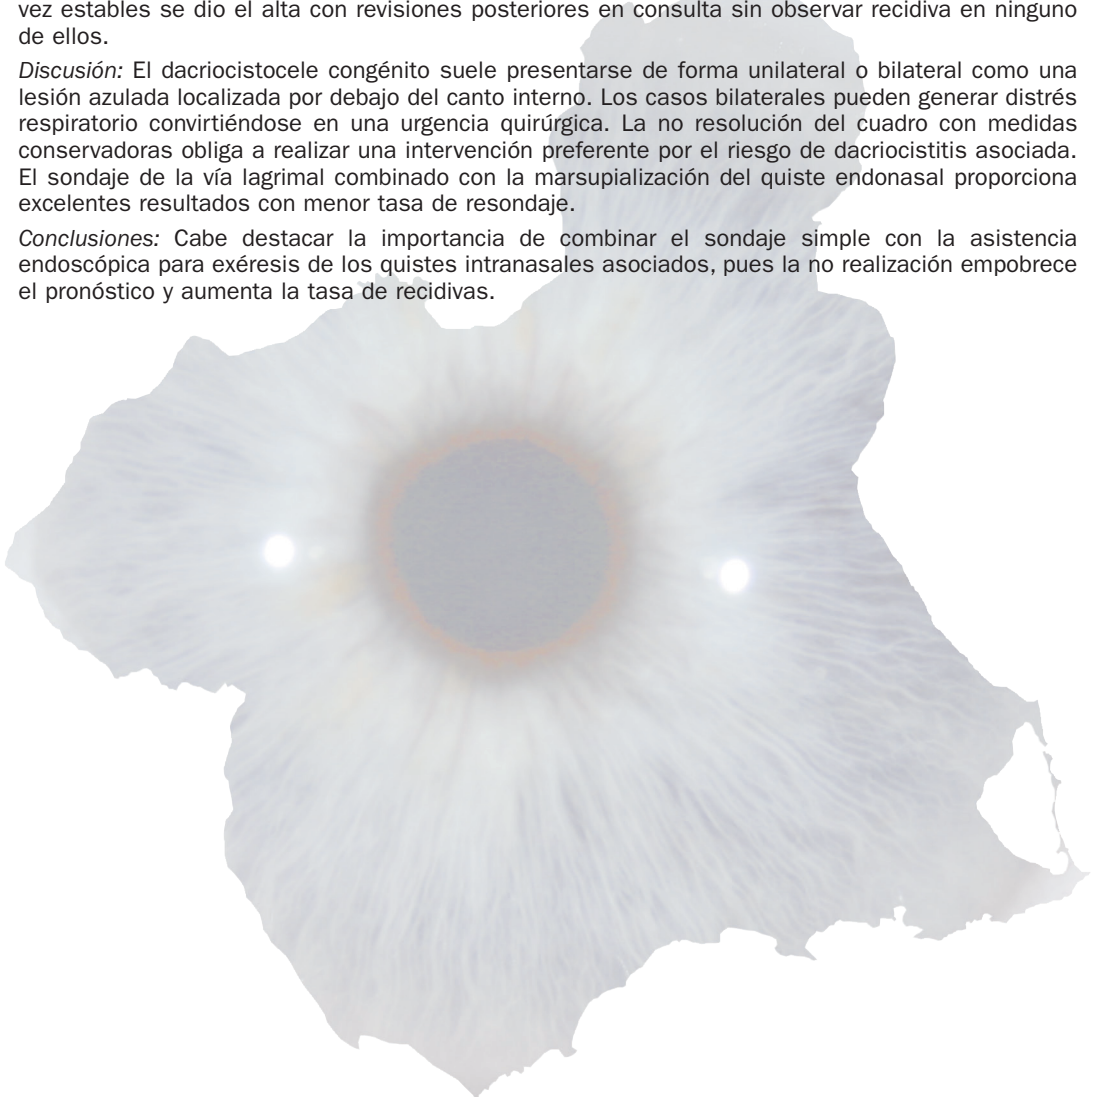 vez estables se dio el alta con revisiones posteriores en consulta sin observar recidiva en ninguno
de ellos.
Discusión: El dacriocistocele congénito suele presentarse de forma unilateral o bilateral como una
lesión azulada localizada por debajo del canto interno. Los casos bilaterales pueden generar distrés
respiratorio convirtiéndose en una urgencia quirúrgica. La no resolución del cuadro con medidas
conservadoras obliga a realizar una intervención preferente por el riesgo de dacriocistitis asociada.
El sondaje de la vía lagrimal combinado con la marsupialización del quiste endonasal proporciona
excelentes resultados con menor tasa de resondaje.
Conclusiones: Cabe destacar la importancia de combinar el sondaje simple con la asistencia
endoscópica para exéresis de los quistes intranasales asociados, pues la no realización empobrece
el pronóstico y aumenta la tasa de recidivas.